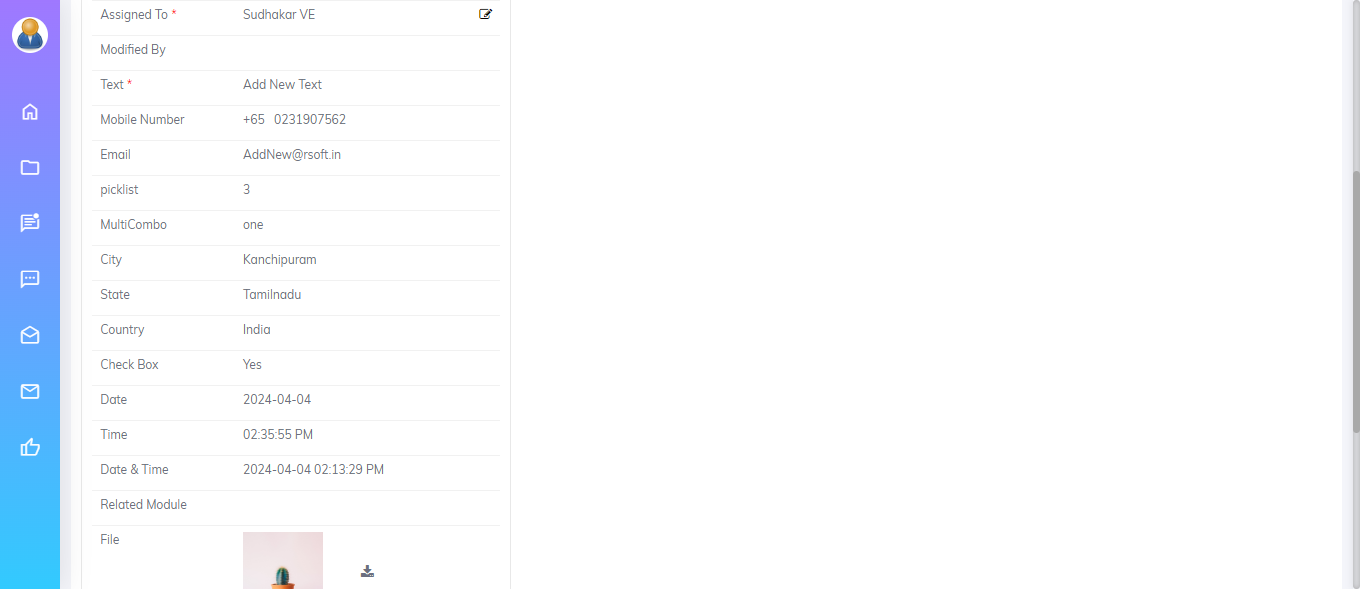 Assigned To * Sudhakar VE
Modified By
Text * Add New Text
Mobile Number +65 0231907562
Email AddNew@rsoft.in
picklist 3
MultiCombo one
City Kanchipuram
State Tamilnadu
Country India
Check Box Yes
Date 2024-04-04
Time 02:35:55 PM
Date & Time 2024-04-04 02:13:29 PM
Related Module
File